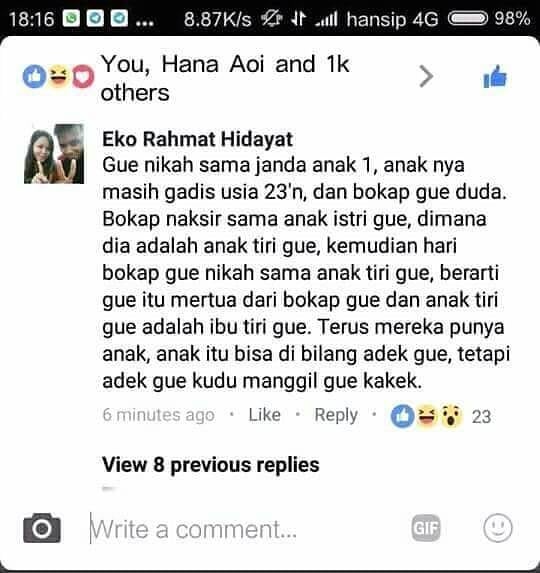 18:16 ... 8.87K/s hansip 4G 98%
You, Hana Aoi and 1k
others
Eko Rahmat Hidayat
Gue nikah sama janda anak 1, anak nya
masih gadis usia 23'n, dan bokap gue duda.
Bokap naksir sama anak istri gue, dimana
dia adalah anak tiri gue, kemudian hari
bokap gue nikah sama anak tiri gue, berarti
gue itu mertua dari bokap gue dan anak tiri
gue adalah ibu tiri gue. Terus mereka punya
anak, anak itu bisa di bilang adek gue, tetapi
adek gue kudu manggil gue kakek.
6 minutes ago · Like · Reply · 23
View 8 previous replies
Write a comment... GIF